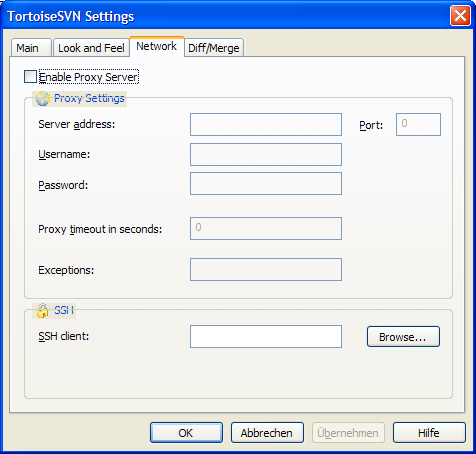 TortoiseSVN Settings
Main Look and Feel Network Diff/Merge
Enable Proxy Server
Proxy Settings
Server address: Port: 0
Username:
Password:
Proxy timeout in seconds: 0
Exceptions:
SSH
SSH client: Browse...
OK Abbrechen Übernehmen Hilfe